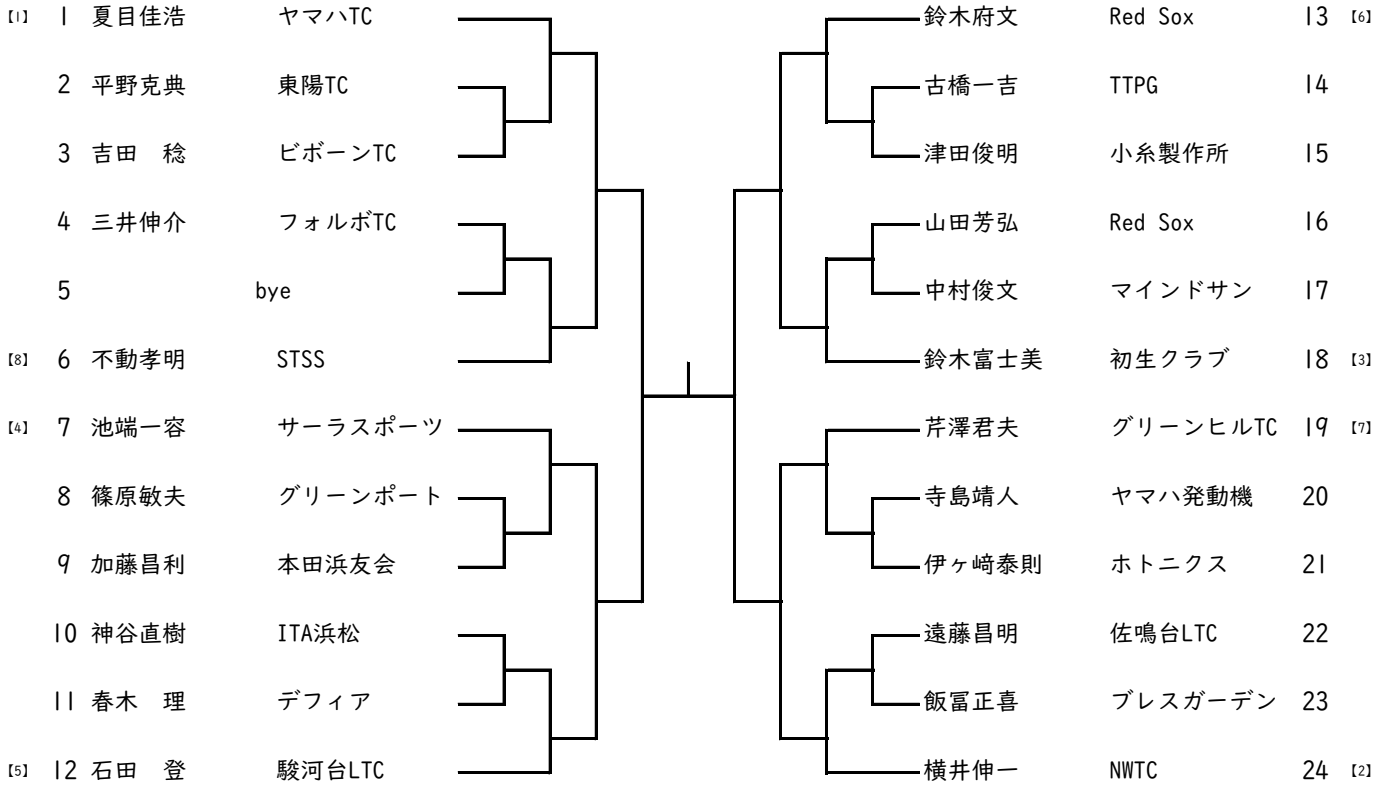 【1】 1 夏目佳浩 ヤマハTC 鈴木府文 Red Sox 13 【6】
2 平野克典 東陽TC 古橋一吉 TTPG 14
3 吉田 稔 ビボーンTC 津田俊明 小糸製作所 15
4 三井伸介 フォルボTC 山田芳弘 Red Sox 16
5 bye 中村俊文 マインドサン 17
【8】 6 不動孝明 STSS 鈴木富士美 初生クラブ 18 【3】
【4】 7 池端一容 サーラスポーツ 芹澤君夫 グリーンヒルTC 19 【7】
8 篠原敏夫 グリーンポート 寺島靖人 ヤマハ発動機 20
9 加藤昌利 本田浜友会 伊ヶ﨑泰則 ホトニクス 21
10 神谷直樹 ITA浜松 遠藤昌明 佐鳴台LTC 22
11 春木 理 デフィア 飯冨正喜 ブレスガーデン 23
【5】 12 石田 登 駿河台LTC 横井伸一 NWTC 24 【2】